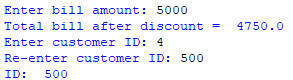 Enter bill amount: 5000
Total bill after discount =  4750.0
Enter customer ID: 4
Re-enter customer ID: 500
ID:  500